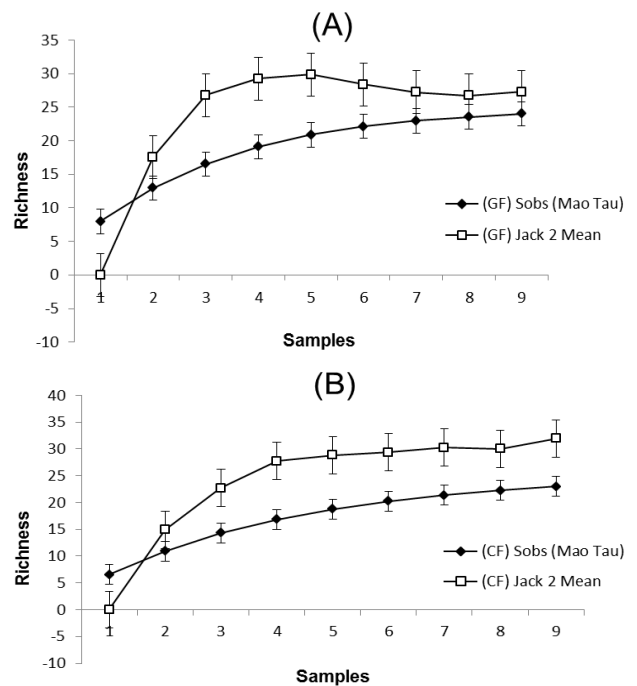 (A)
35
30
25
20
15
10
5
0
-5
-10
Richness
1 2 3 4 5 6 7 8 9
Samples
(GF) Sobs (Mao Tau)
(GF) Jack 2 Mean
(B)
40
35
30
25
20
15
10
5
0
-5
-10
Richness
1 2 3 4 5 6 7 8 9
Samples
(CF) Sobs (Mao Tau)
(CF) Jack 2 Mean